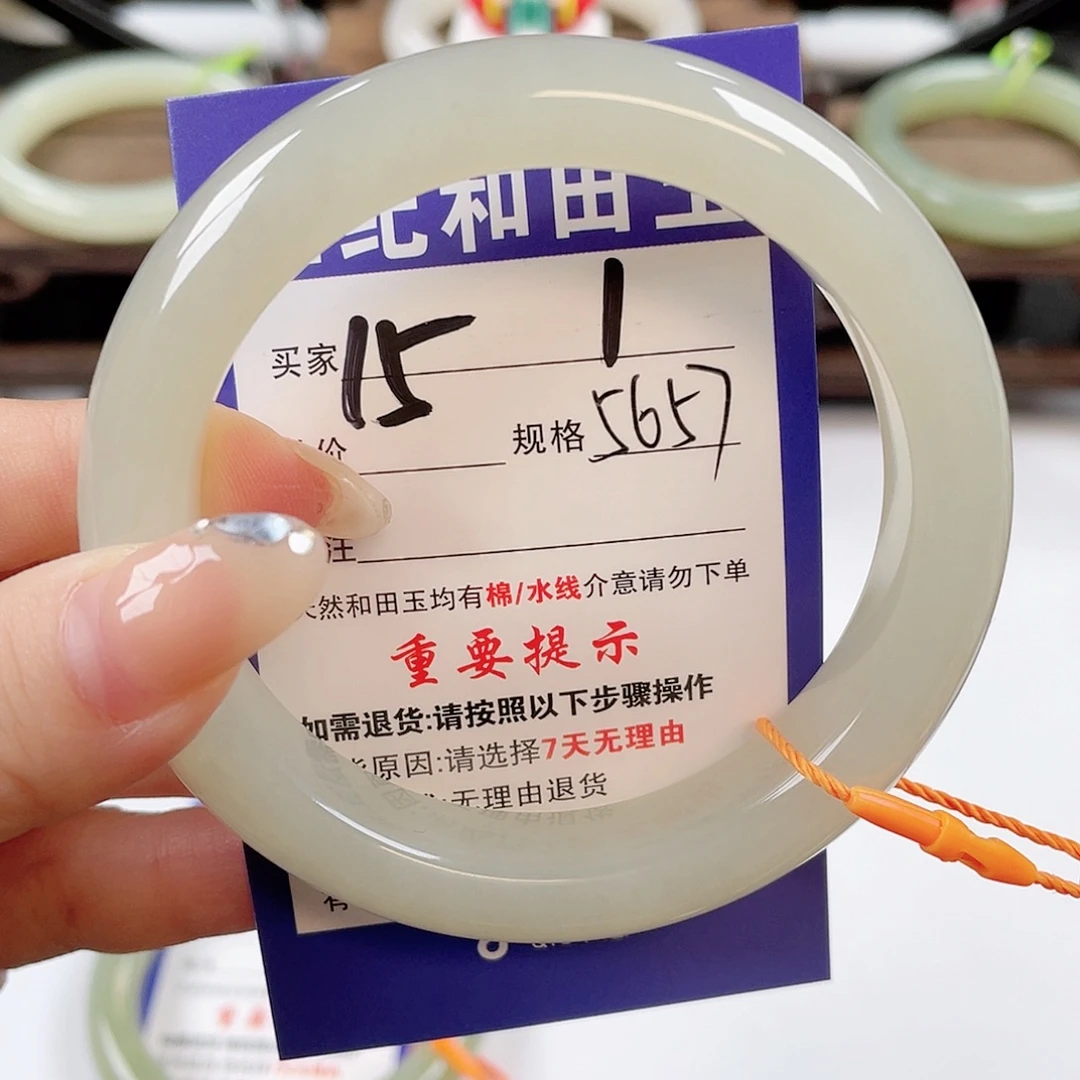 和田
1
买家 15
价 规格 5657
注
然和田玉均有棉/水线介意请勿下单
重要提示
如需退货:请按照以下步骤操作
原因:请选择7天无理由
无理由退货
有